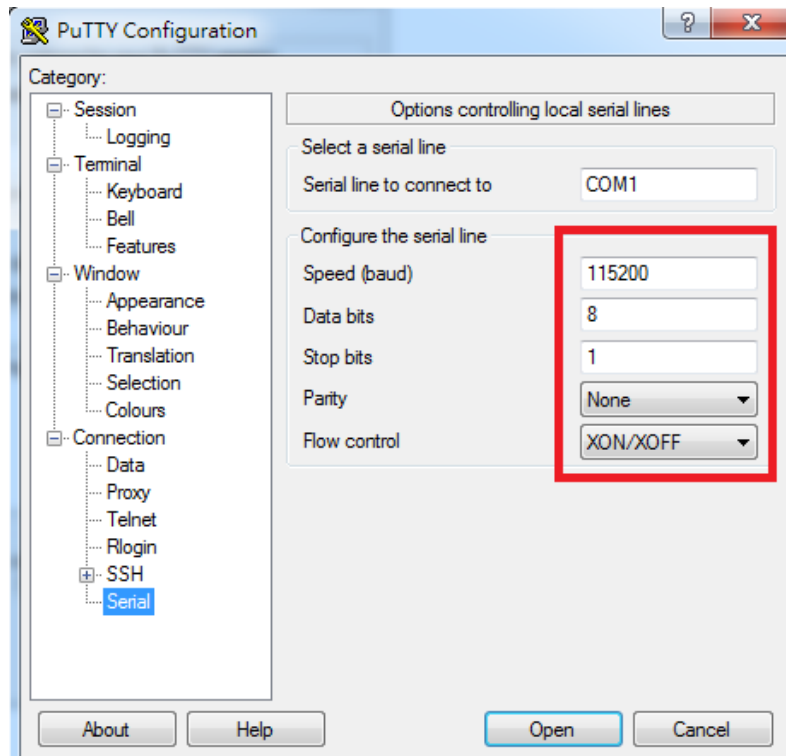 PuTTY Configuration
?
Category:
Session
Logging
Terminal
Keyboard
Bell
Features
Window
Appearance
Behaviour
Translation
Selection
Colours
Connection
Data
Proxy
Telnet
Rlogin
SSH
Serial
Options controlling local serial lines
Select a serial line
Serial line to connect to COM1
Configure the serial line
Speed (baud) 115200
Data bits 8
Stop bits 1
Parity None
Flow control XON/XOFF
About Help Open Cancel